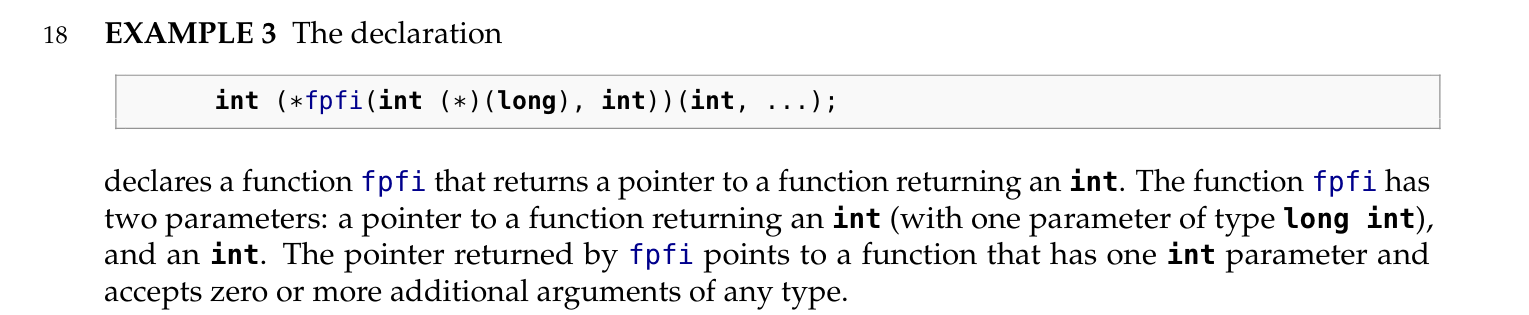 18 EXAMPLE 3 The declaration
int (*fpfi(int (*)(long), int))(int, ...);
declares a function fpfi that returns a pointer to a function returning an int. The function fpfi has
two parameters: a pointer to a function returning an int (with one parameter of type long int),
and an int. The pointer returned by fpfi points to a function that has one int parameter and
accepts zero or more additional arguments of any type.